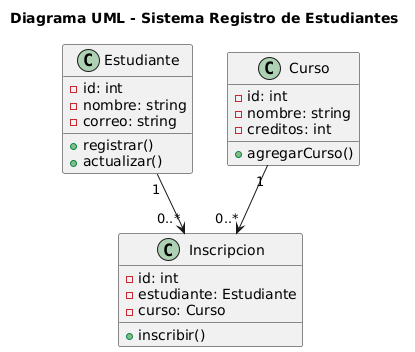 Diagrama UML - Sistema Registro de Estudiantes
C Estudiante
id: int
nombre: string
correo: string
registrar()
actualizar()
C Curso
id: int
nombre: string
creditos: int
agregarCurso()
1
1
0..*
0..*
C Inscripcion
id: int
estudiante: Estudiante
curso: Curso
inscribir()